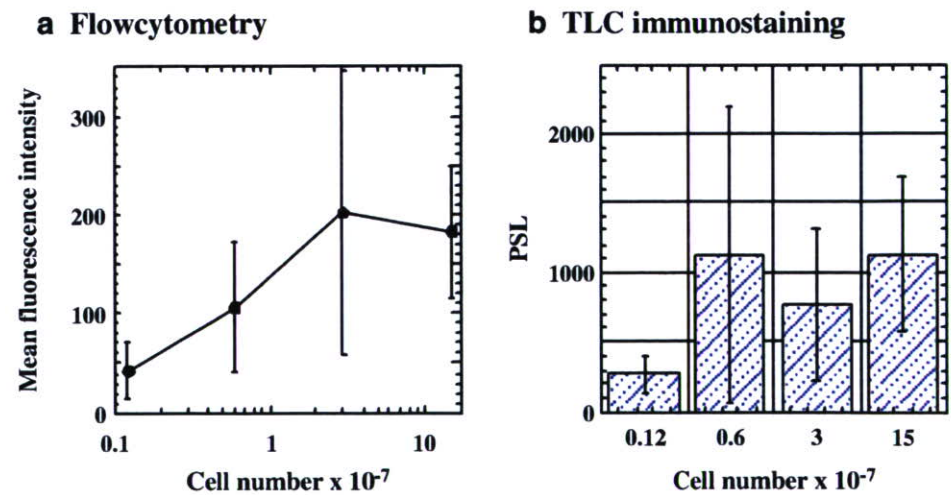 a Flowcytometry
Mean fluorescence intensity
300
200
100
0
0.1 1 10
Cell number x 10-7
b TLC immunostaining
PSL
2000
1000
0
0.12 0.6 3 15
Cell number x 10-7